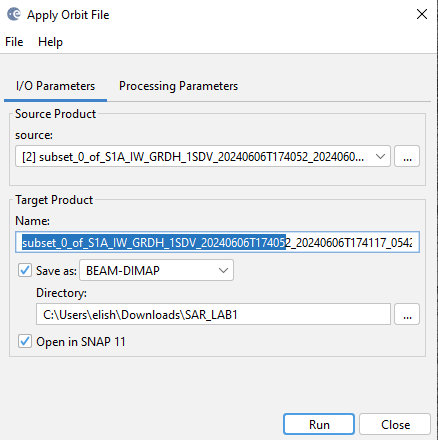 Apply Orbit File
File Help
I/O Parameters Processing Parameters
Source Product
source:
[2] subset_0_of_S1A_IW_GRDH_1SDV_20240606T174052_2024060... ...
Target Product
Name:
subset_0_of_S1A_IW_GRDH_1SDV_20240606T174052_20240606T174117_0542
Save as: BEAM-DIMAP
Directory:
C:\Users\elish\Downloads\SAR_LAB1 ...
Open in SNAP 11
Run Close